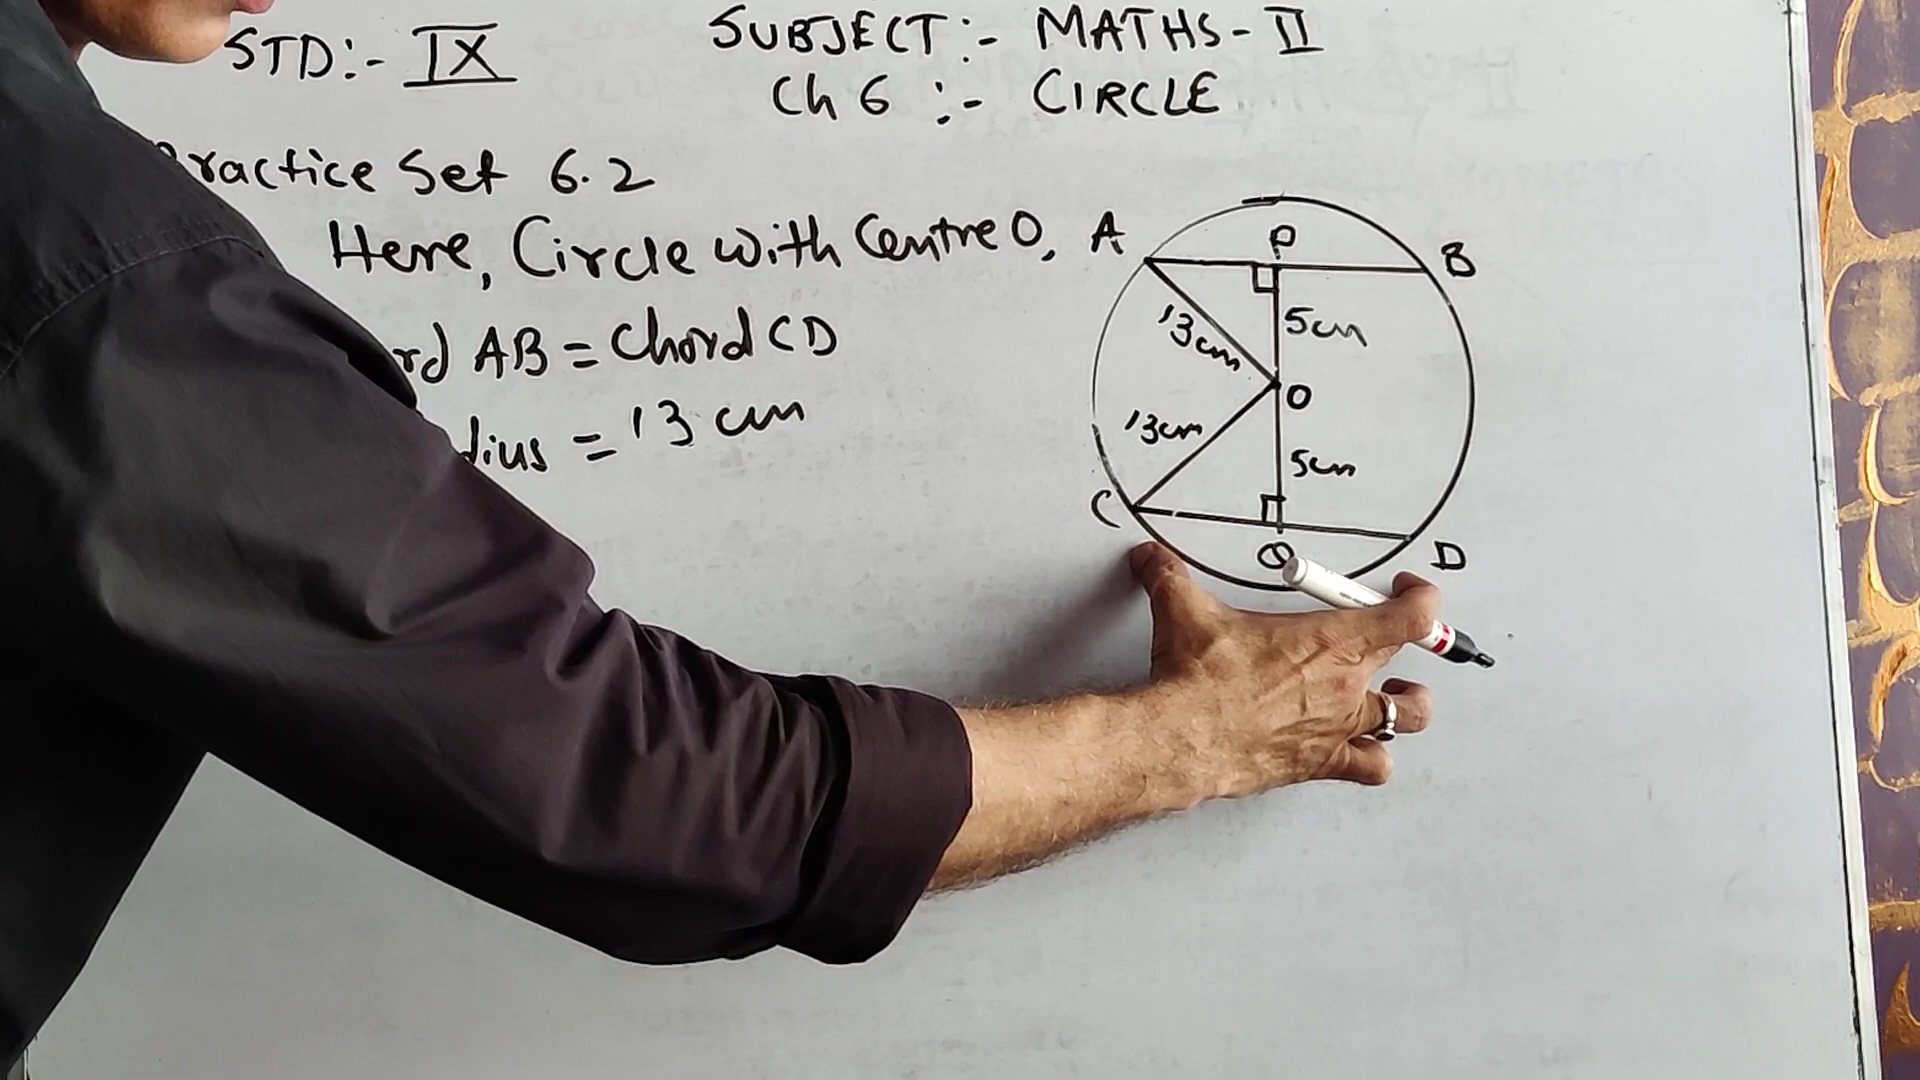 STD:- IX
SUBJECT:- MATHS-II
Ch 6 :- CIRCLE
Practice Set 6.2
Here, Circle with Centre O,
rd AB = Chord CD
dius = 13 cm
A P B
13cm 5cm
O
13cm 5cm
C Q D